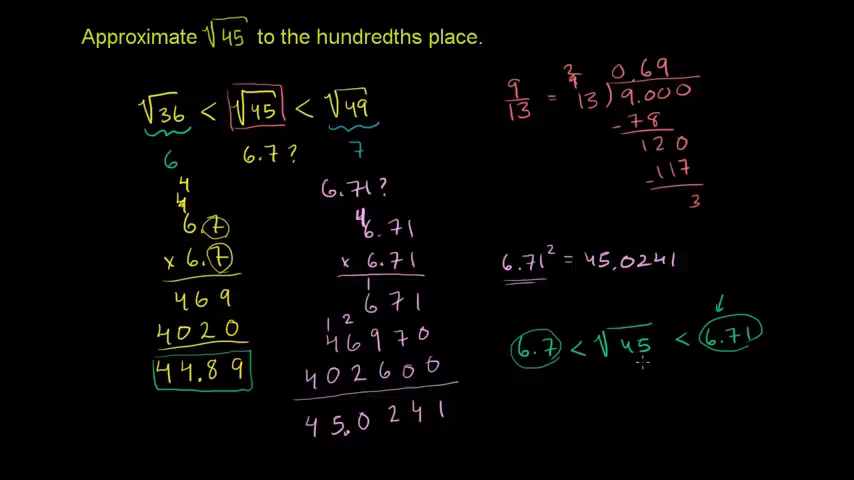 Approximate √45 to the hundredths place.
√36 < √45 < √49
6 6.7? 7
4
4
6.7
x 6.7
469
4020
44.89
6.71?
4
6.71
x 6.71
1
671
1 2
46970
402600
45.0241
9/13 = 13)9.000
2
4
0.69
-78
120
-117
3
6.71² = 45.0241
6.7 < √45 < 6.71